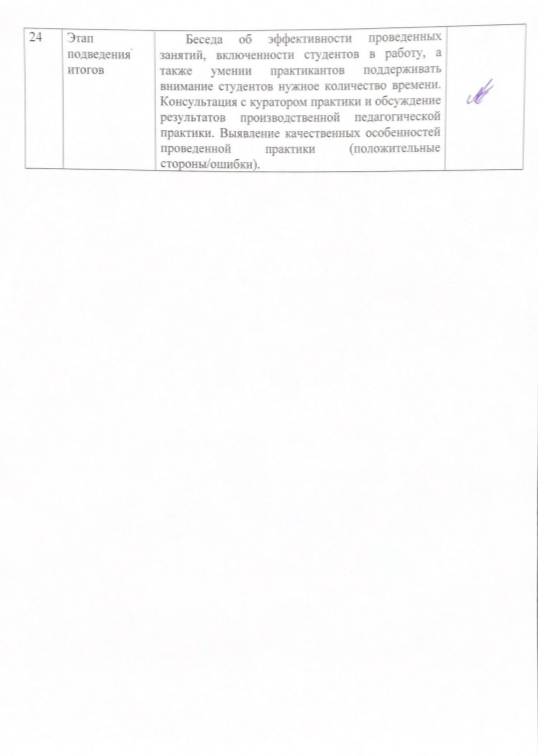 24
Этап
подведения
итогов
Беседа об эффективности проведенных
занятий, включенности студентов в работу, а
также умении практикантов поддерживать
внимание студентов нужное количество времени.
Консультация с куратором практики и обсуждение
результатов производственной педагогической
практики. Выявление качественных особенностей
проведенной практики (положительные
стороны/ошибки).